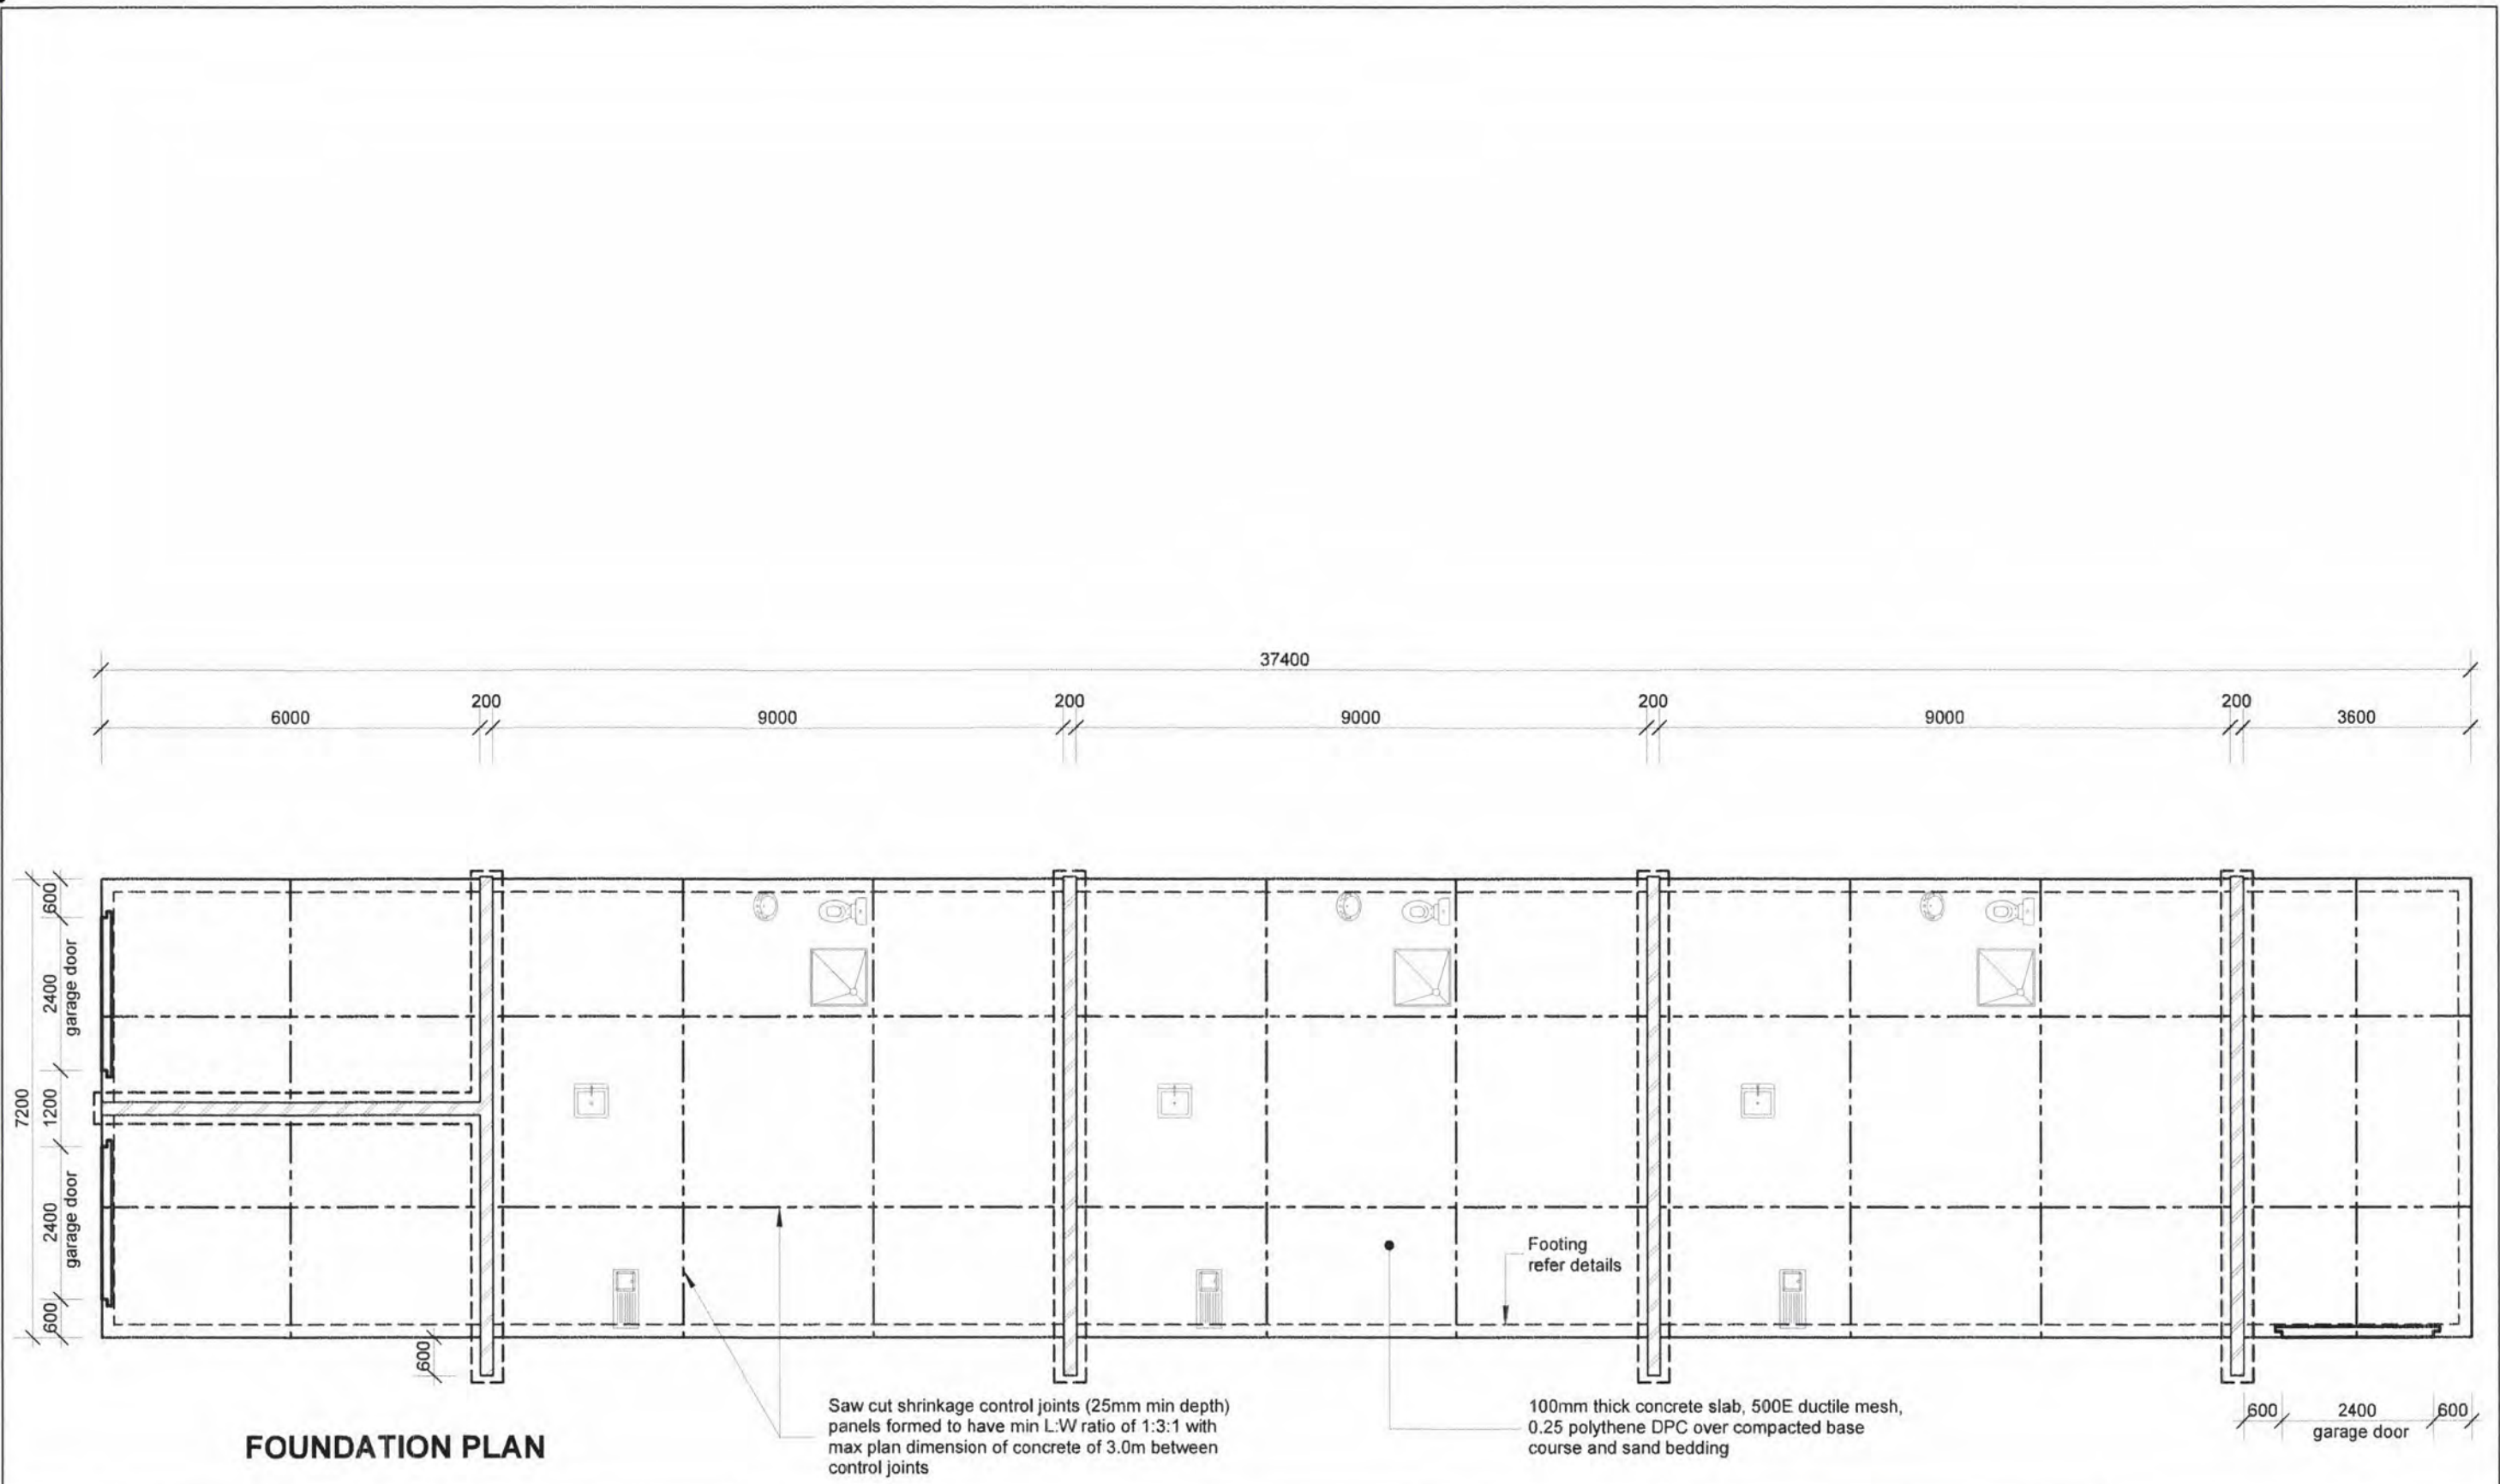 37400
200 200 200 200
6000 9000 9000 9000 3600
600
2400
garage door
7200
1200
2400
garage door
600
600
Footing
refer details
Saw cut shrinkage control joints (25mm min depth)
panels formed to have min L:W ratio of 1:3:1 with
max plan dimension of concrete of 3.0m between
control joints
100mm thick concrete slab, 500E ductile mesh,
0.25 polythene DPC over compacted base
course and sand bedding
600 2400 600
garage door
FOUNDATION PLAN